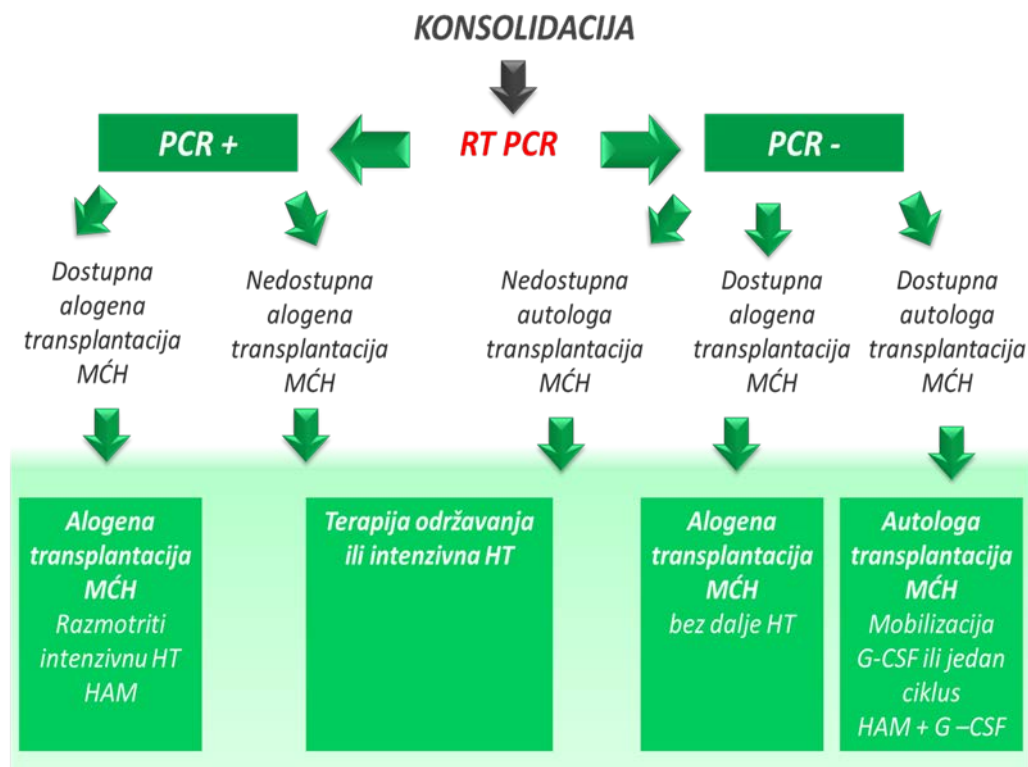 KONSOLIDACIJA
PCR +
RT PCR
PCR -
Dostupna
alogena
transplantacija
MĆH
Nedostupna
alogena
transplantacija
MĆH
Nedostupna
autologa
transplantacija
MĆH
Dostupna
alogena
transplantacija
MĆH
Dostupna
autologa
transplantacija
MĆH
Alogena
transplantacija
MĆH
Razmotriti
intenzivnu HT
HAM
Terapija održavanja
ili intenzivna HT
Alogena
transplantacija
MĆH
bez dalje HT
Autologa
transplantacija
MĆH
Mobilizacija
G-CSF ili jedan
ciklus
HAM + G –CSF